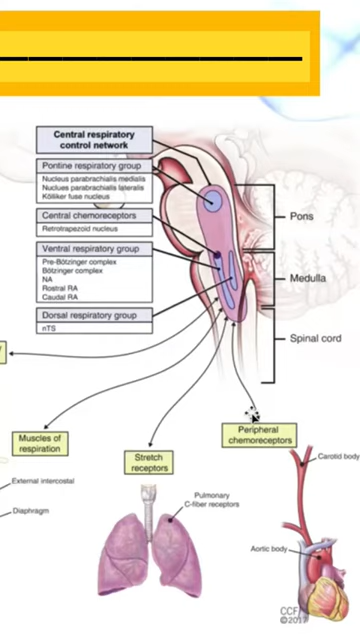 Central respiratory
control network
Pontine respiratory group
Nucleus parabrachialis medialis
Nuclues parabrachialis lateralis
Kölliker fuse nucleus
Central chemoreceptors
Retrotrapezoid nucleus
Ventral respiratory group
Pre-Bötzinger complex
Bötzinger complex
NA
Rostral RA
Caudal RA
Dorsal respiratory group
nTS
Pons
Medulla
Spinal cord
Muscles of
respiration
Stretch
receptors
Peripheral
chemoreceptors
External intercostal
Diaphragm
Pulmonary
C-fiber receptors
Carotid body
Aortic body
CCF